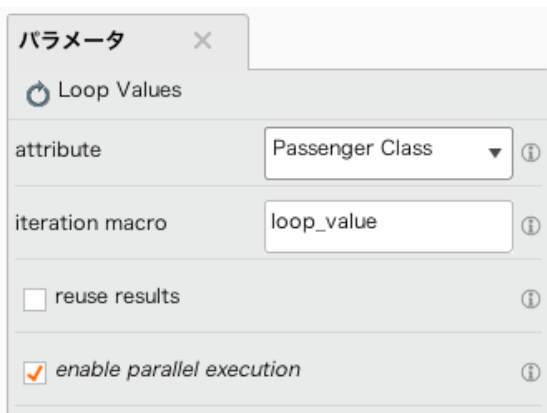 パラメータ
Loop Values
attribute Passenger Class
iteration macro loop_value
reuse results
enable parallel execution